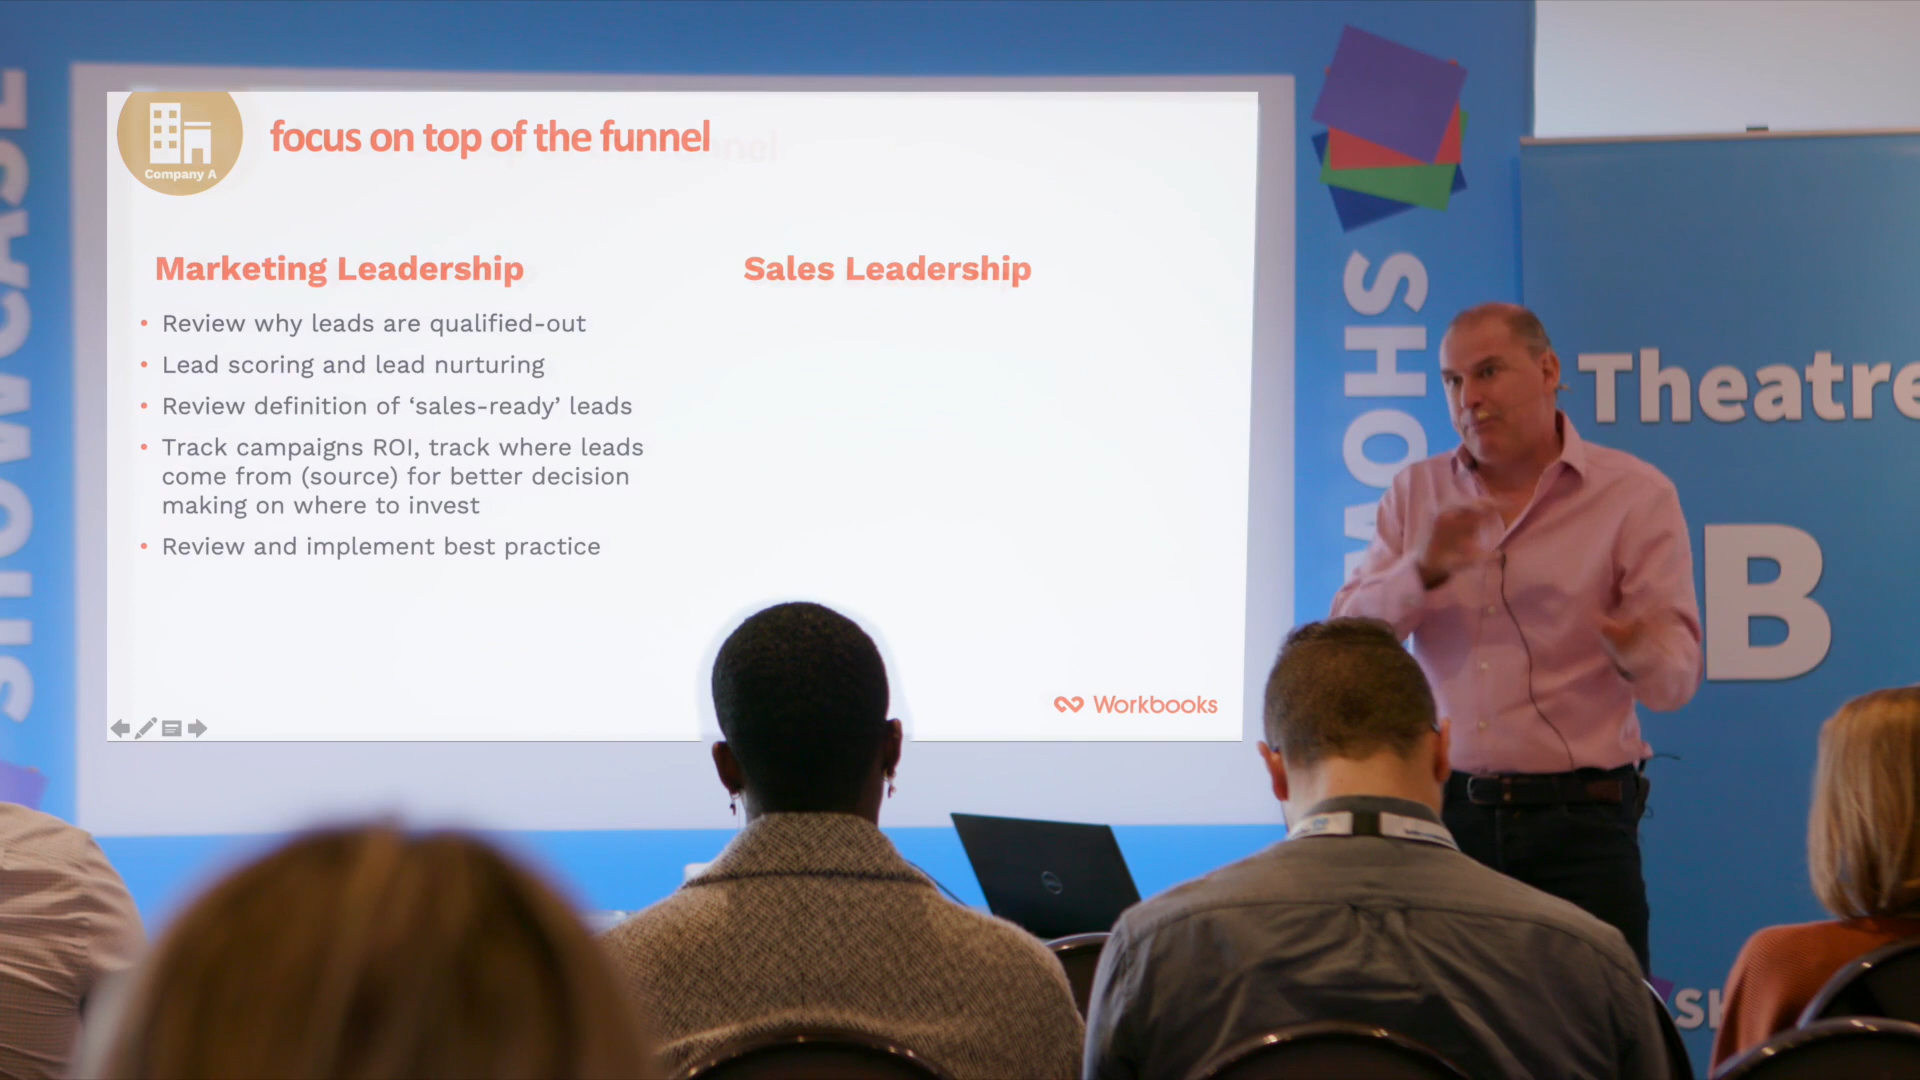 SHOWCASE
Company A
focus on top of the funnel
Marketing Leadership
• Review why leads are qualified-out
• Lead scoring and lead nurturing
• Review definition of ‘sales-ready’ leads
• Track campaigns ROI, track where leads
come from (source) for better decision
making on where to invest
• Review and implement best practice
Sales Leadership
Workbooks
SHOW
Theatre
B
SH